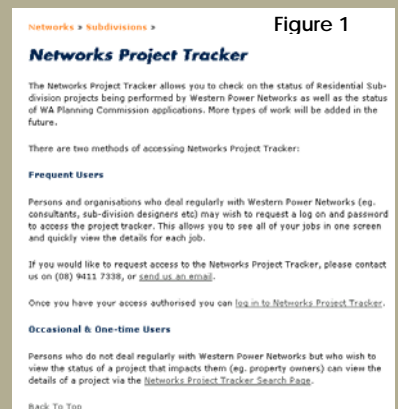 Figure 1
Networks » Subdivisions »
Networks Project Tracker
The Networks Project Tracker allows you to check on the status of Residential Sub-
division projects being performed by Western Power Networks as well as the status
of WA Planning Commission applications. More types of work will be added in the
future.
There are two methods of accessing Networks Project Tracker:
Frequent Users
Persons and organisations who deal regularly with Western Power Networks (eg.
consultants, sub-division designers etc) may wish to request a log on and password
to access the project tracker. This allows you to see all of your jobs in one screen
and quickly view the details for each job.
If you would like to request access to the Networks Project Tracker, please contact
us on (08) 9411 7338, or send us an email.
Once you have your access authorised you can log in to Networks Project Tracker.
Occasional & One-time Users
Persons who do not deal regularly with Western Power Networks but who wish to
view the status of a project that impacts them (eg. property owners) can view the
details of a project via the Networks Project Tracker Search Page.
Back To Top